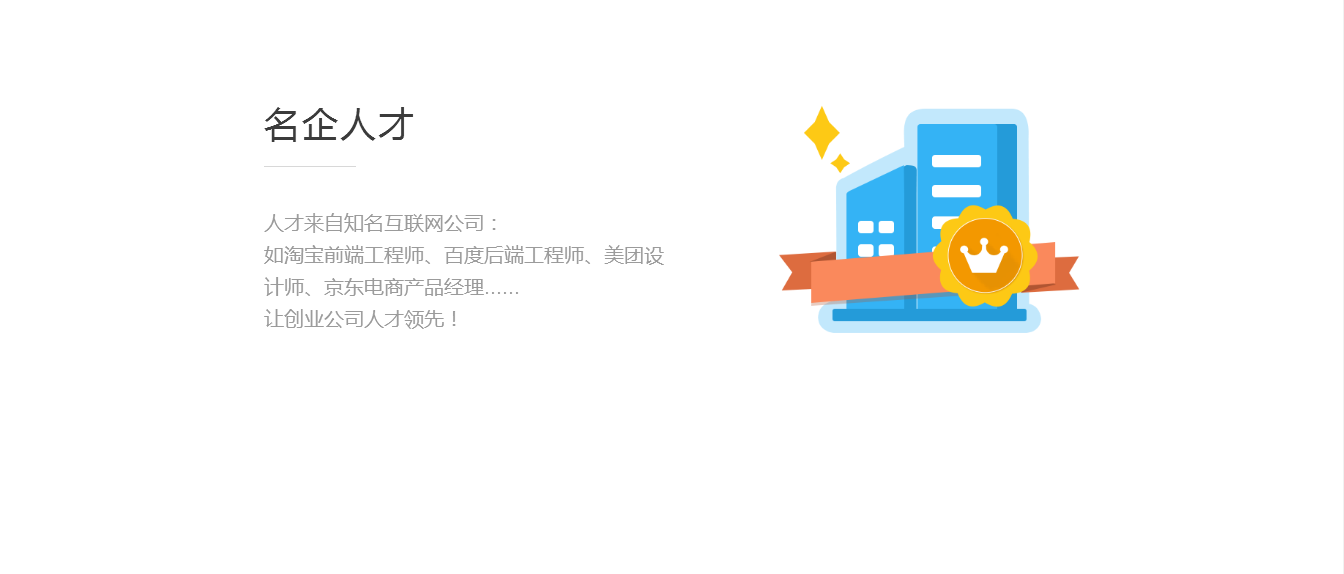 名企人才
人才来自知名互联网公司：
如淘宝前端工程师、百度后端工程师、美团设
计师、京东电商产品经理……
让创业公司人才领先！